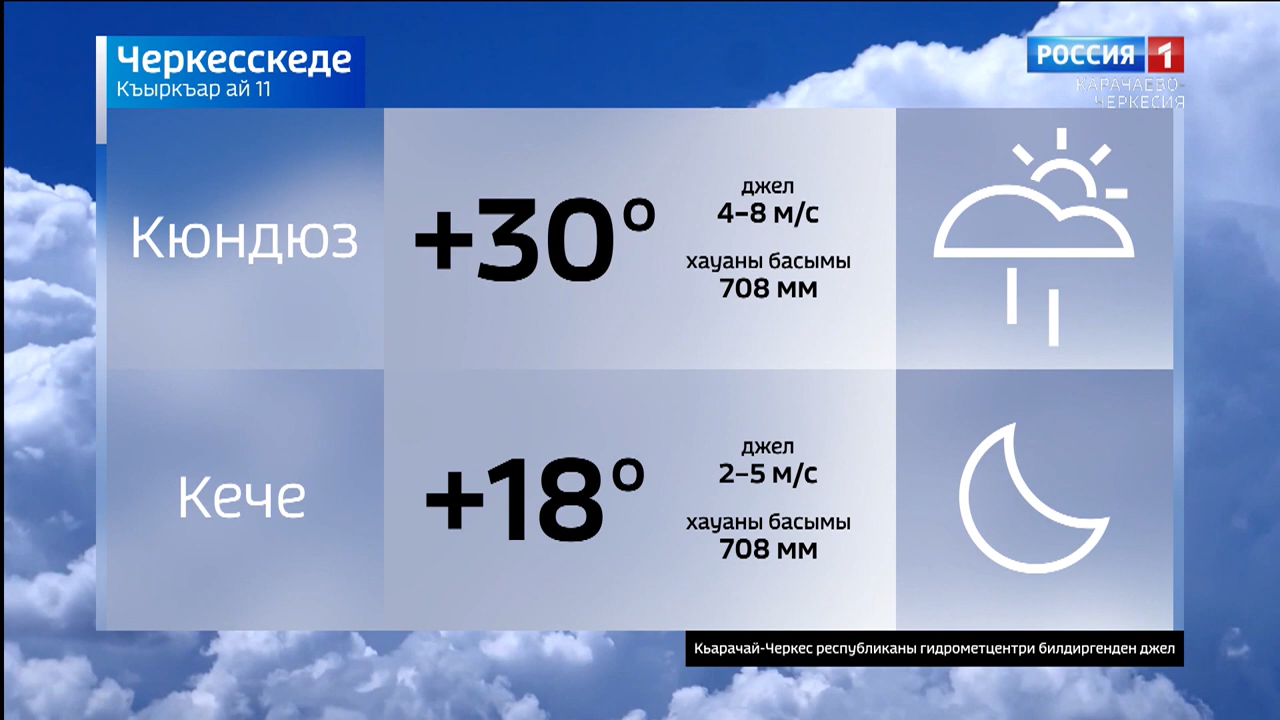 Черкесскеде
Къыркъар ай 11
РОССИЯ 1
КАРАЧАЕВО-
ЧЕРКЕСИЯ
Кюндюз
+30°
джел
4-8 м/с
хауаны басымы
708 мм
Кече
+18°
джел
2-5 м/с
хауаны басымы
708 мм
Кьарачай-Черкес республиканы гидрометцентри билдиргенден джел